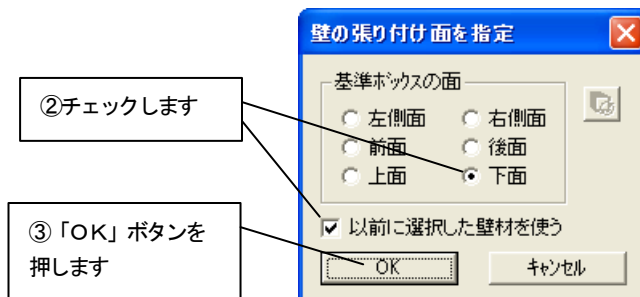 壁の張り付け面を指定
基準ボックスの面
②チェックします
左側面
右側面
前面
後面
上面
下面
以前に選択した壁材を使う
③「OK」ボタンを
押します
OK
キャンセル